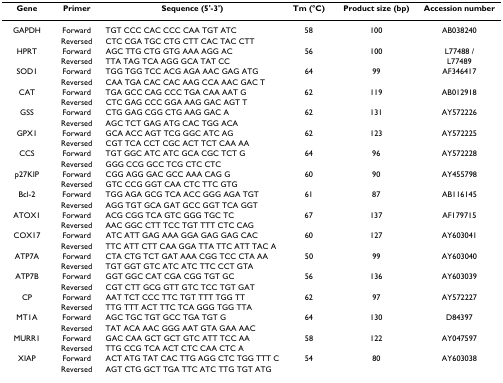 Gene Primer Sequence (5'-3') Tm (°C) Product size (bp) Accession number
GAPDH Forward TGT CCC CAC CCC CAA TGT ATC 58 100 AB038240
Reversed CTC CGA TGC CTG CTT CAC TAC CTT
HPRT Forward AGC TTG CTG GTG AAA AGG AC 56 100 L77488 /
Reversed TTA TAG TCA AGG GCA TAT CC L77489
SOD1 Forward TGG TGG TCC ACG AGA AAC GAG ATG 64 99 AF346417
Reversed CAA TGA CAC CAC AAG CCA AAC GAC T
CAT Forward TGA GCC CAG CCC TGA CAA AAT G 62 119 AB012918
Reversed CTC GAG CCC GGA AAG GAC AGT T
GSS Forward CTG GAG CGG CTG AAG GAC A 62 131 AY572226
Reversed AGC TCT GAG ATG CAC TGG ACA
GPX1 Forward GCA ACC AGT TCG GGC ATC AG 62 123 AY572225
Reversed CGT TCA CCT CGC ACT TCT CAA AA
CCS Forward TGT GGC ATC ATC GCA CGC TCT G 64 96 AY572228
Reversed GGG CCG GCC TCG CTC CTC
p27KIP Forward CGG AGG GAC GCC AAA CAG G 60 90 AY455798
Reversed GTC CCG GGT CAA CTC TTC GTG
Bcl-2 Forward TGG AGA GCG TCA ACC GGG AGA TGT 61 87 AB116145
Reversed AGG TGT GCA GAT GCC GGT TCA GGT
ATOX1 Forward ACG CGG TCA GTC GGG TGC TC 67 137 AF179715
Reversed AAC GGC CTT TCC TGT TTT CTC CAG
COX17 Forward ATC ATT GAG AAA GGA GAG GAG CAC 60 127 AY603041
Reversed TTC ATT CTT CAA GGA TTA TTC ATT TAC A
ATP7A Forward CTA CTG TCT GAT AAA CGG TCC CTA AA 50 99 AY603040
Reversed TGT GGT GTC ATC ATC TTC CCT GTA
ATP7B Forward GGT GGC CAT CGA CGG TGT GC 56 136 AY603039
Reversed CGT CTT GCG GTT GTC TCC TGT GAT
CP Forward AAT TCT CCC TTC TGT TTT TGG TT 62 97 AY572227
Reversed TTG TTT ACT TTC TCA GGG TGG TTA
MT1A Forward AGC TGC TGT GCC TGA TGT G 64 130 D84397
Reversed TAT ACA AAC GGG AAT GTA GAA AAC
MURR1 Forward GAC CAA GCT GCT GTC ATT TCC AA 58 122 AY047597
Reversed TTG CCG TCA ACT CTC CAA CTC A
XIAP Forward ACT ATG TAT CAC TTG AGG CTC TGG TTT C 54 80 AY603038
Reversed AGT CTG GCT TGA TTC ATC TTG TGT ATG